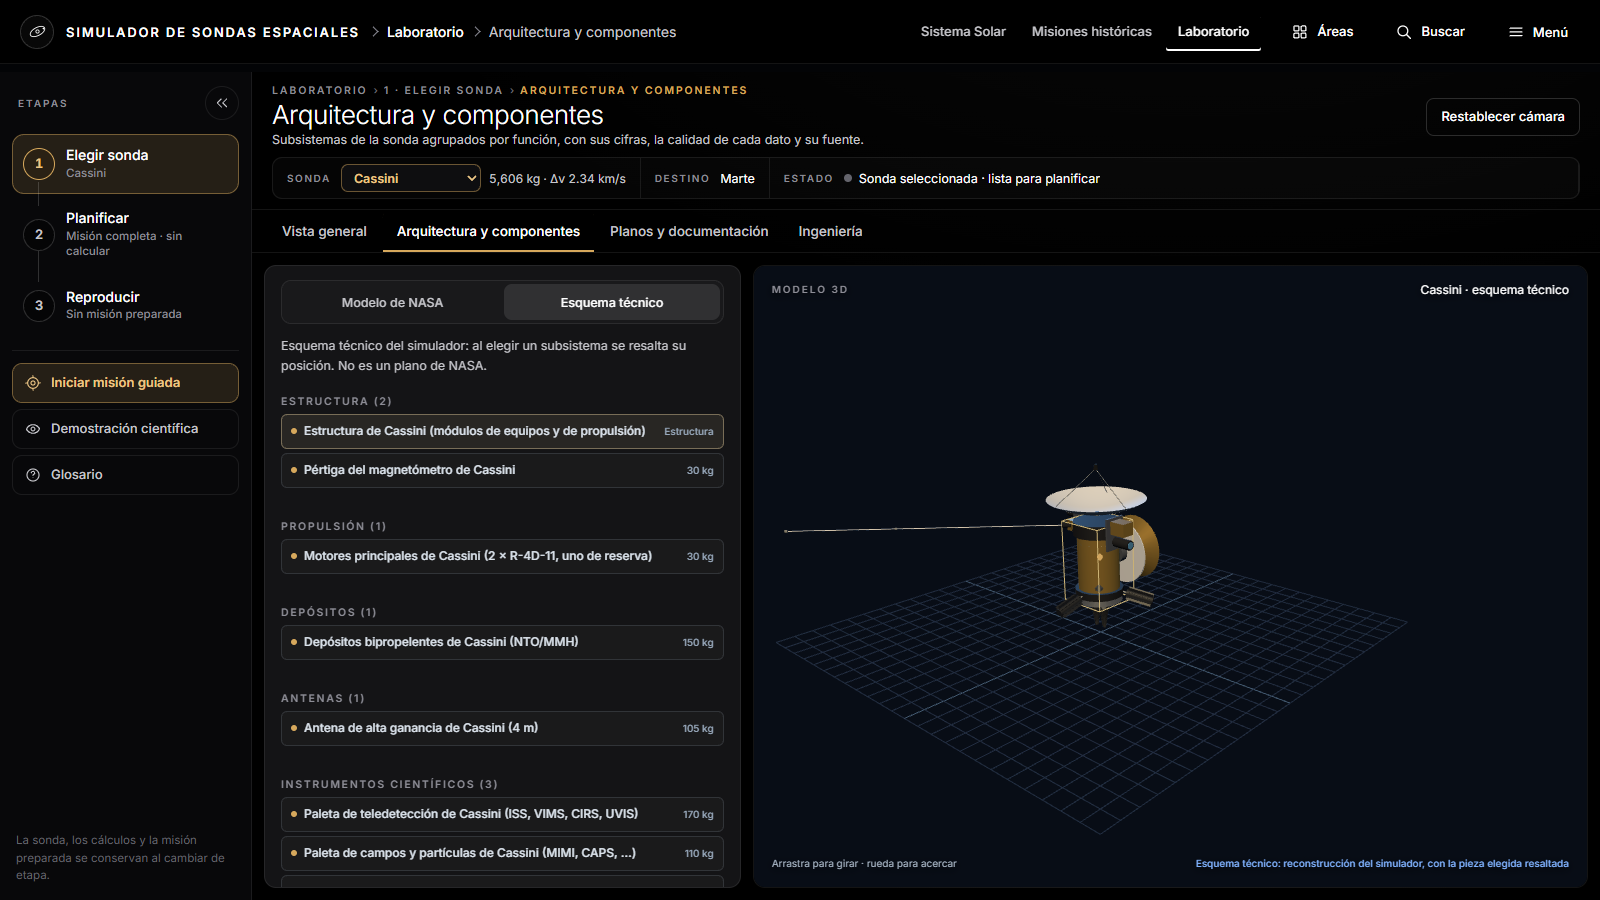 SIMULADOR DE SONDAS ESPACIALES > Laboratorio > Arquitectura y componentes
Sistema Solar
Misiones históricas
Laboratorio
Áreas
Buscar
Menú
ETAPAS
1
Elegir sonda
Cassini
2
Planificar
Misión completa · sin
calcular
3
Reproducir
Sin misión preparada
Iniciar misión guiada
Demostración científica
Glosario
La sonda, los cálculos y la misión
preparada se conservan al cambiar de
etapa.
LABORATORIO › 1 · ELEGIR SONDA › ARQUITECTURA Y COMPONENTES
Arquitectura y componentes
Subsistemas de la sonda agrupados por función, con sus cifras, la calidad de cada dato y su fuente.
Restablecer cámara
SONDA Cassini 5,606 kg · Δv 2.34 km/s DESTINO Marte ESTADO Sonda seleccionada · lista para planificar
Vista general
Arquitectura y componentes
Planos y documentación
Ingeniería
Modelo de NASA
Esquema técnico
Esquema técnico del simulador: al elegir un subsistema se resalta su
posición. No es un plano de NASA.
ESTRUCTURA (2)
Estructura de Cassini (módulos de equipos y de propulsión) Estructura
Pértiga del magnetómetro de Cassini 30 kg
PROPULSIÓN (1)
Motores principales de Cassini (2 × R-4D-11, uno de reserva) 30 kg
DEPÓSITOS (1)
Depósitos bipropelentes de Cassini (NTO/MMH) 150 kg
ANTENAS (1)
Antena de alta ganancia de Cassini (4 m) 105 kg
INSTRUMENTOS CIENTÍFICOS (3)
Paleta de teledetección de Cassini (ISS, VIMS, CIRS, UVIS) 170 kg
Paleta de campos y partículas de Cassini (MIMI, CAPS, ...) 110 kg
MODELO 3D
Cassini · esquema técnico
Arrastra para girar · rueda para acercar
Esquema técnico: reconstrucción del simulador, con la pieza elegida resaltada